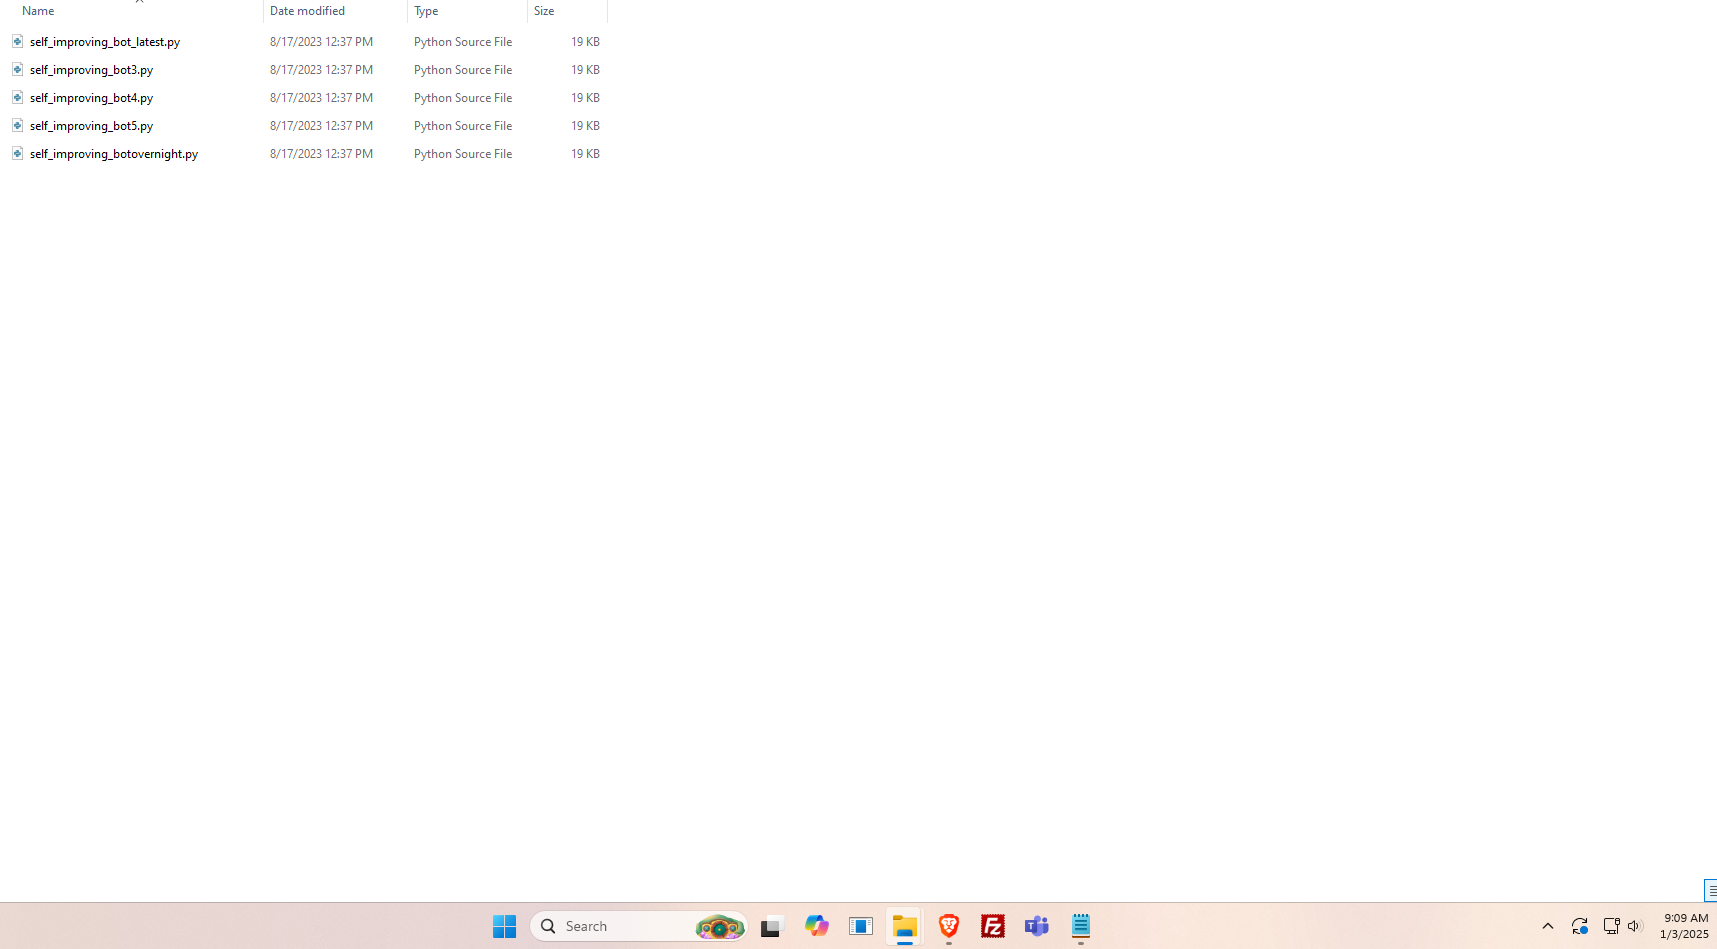 Name Date modified Type Size
self_improving_bot_latest.py 8/17/2023 12:37 PM Python Source File 19 KB
self_improving_bot3.py 8/17/2023 12:37 PM Python Source File 19 KB
self_improving_bot4.py 8/17/2023 12:37 PM Python Source File 19 KB
self_improving_bot5.py 8/17/2023 12:37 PM Python Source File 19 KB
self_improving_botovernight.py 8/17/2023 12:37 PM Python Source File 19 KB
Search
9:09 AM
1/3/2025